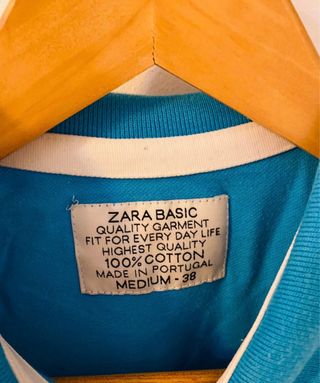 ZARA BASIC
QUALITY GARMENT
FIT FOR EVERY DAY LIFE
HIGHEST QUALITY
100% COTTON
MADE IN PORTUGAL
MEDIUM - 38